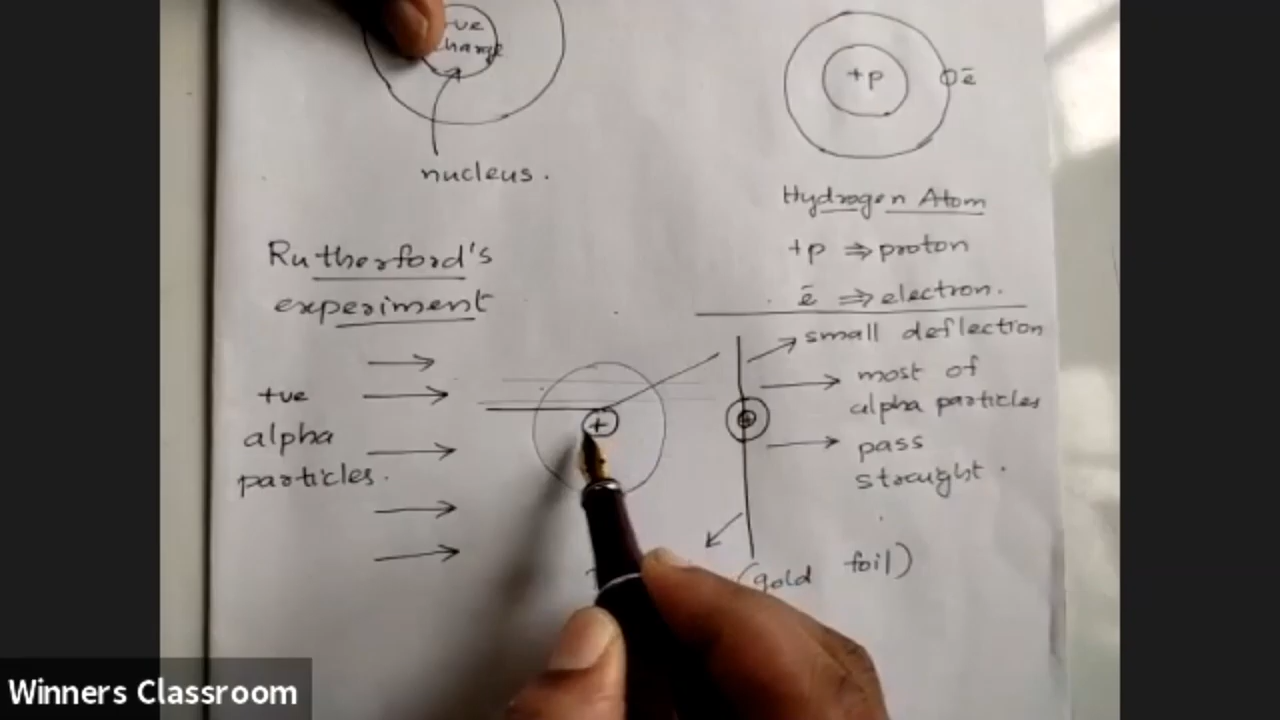 +ve
charge
nucleus.
+p
ē
Hydrogen Atom
+p ⇒ proton
ē ⇒ electron.
Rutherford's
experiment
+ve
alpha
particles.
+
small deflection
most of
alpha particles
pass
straught.
(gold foil)
Winners Classroom